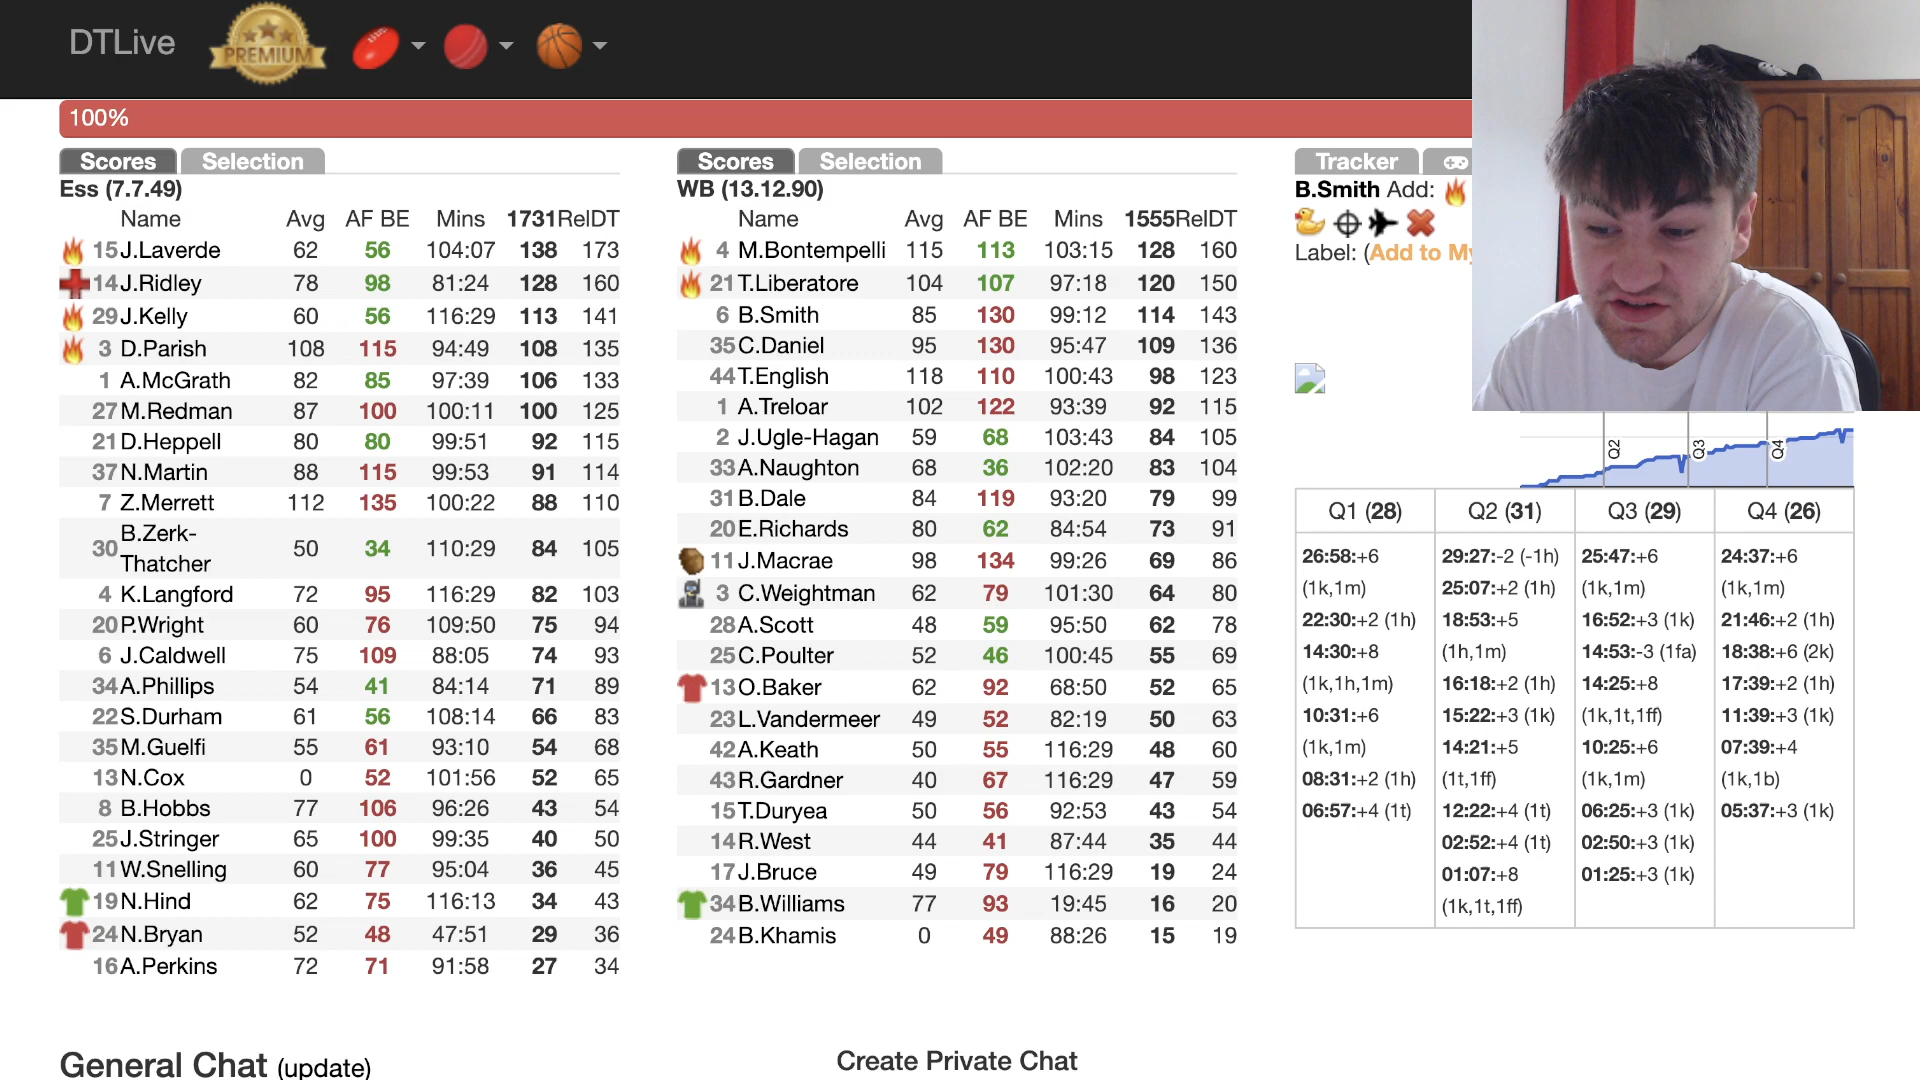 DTLive
PREMIUM
100%
Scores Selection
Ess (7.7.49)
Name Avg AF BE Mins 1731RelDT
15 J.Laverde 62 56 104:07 138 173
14 J.Ridley 78 98 81:24 128 160
29 J.Kelly 60 56 116:29 113 141
3 D.Parish 108 115 94:49 108 135
1 A.McGrath 82 85 97:39 106 133
27 M.Redman 87 100 100:11 100 125
21 D.Heppell 80 80 99:51 92 115
37 N.Martin 88 115 99:53 91 114
7 Z.Merrett 112 135 100:22 88 110
30 B.Zerk-
Thatcher 50 34 110:29 84 105
4 K.Langford 72 95 116:29 82 103
20 P.Wright 60 76 109:50 75 94
6 J.Caldwell 75 109 88:05 74 93
34 A.Phillips 54 41 84:14 71 89
22 S.Durham 61 56 108:14 66 83
35 M.Guelfi 55 61 93:10 54 68
13 N.Cox 0 52 101:56 52 65
8 B.Hobbs 77 106 96:26 43 54
25 J.Stringer 65 100 99:35 40 50
11 W.Snelling 60 77 95:04 36 45
19 N.Hind 62 75 116:13 34 43
24 N.Bryan 52 48 47:51 29 36
16 A.Perkins 72 71 91:58 27 34
Scores Selection
WB (13.12.90)
Name Avg AF BE Mins 1555RelDT
4 M.Bontempelli 115 113 103:15 128 160
21 T.Liberatore 104 107 97:18 120 150
6 B.Smith 85 130 99:12 114 143
35 C.Daniel 95 130 95:47 109 136
44 T.English 118 110 100:43 98 123
1 A.Treloar 102 122 93:39 92 115
2 J.Ugle-Hagan 59 68 103:43 84 105
33 A.Naughton 68 36 102:20 83 104
31 B.Dale 84 119 93:20 79 99
20 E.Richards 80 62 84:54 73 91
11 J.Macrae 98 134 99:26 69 86
3 C.Weightman 62 79 101:30 64 80
28 A.Scott 48 59 95:50 62 78
25 C.Poulter 52 46 100:45 55 69
13 O.Baker 62 92 68:50 52 65
23 L.Vandermeer 49 52 82:19 50 63
42 A.Keath 50 55 116:29 48 60
43 R.Gardner 40 67 116:29 47 59
15 T.Duryea 50 56 92:53 43 54
14 R.West 44 41 87:44 35 44
17 J.Bruce 49 79 116:29 19 24
34 B.Williams 77 93 19:45 16 20
24 B.Khamis 0 49 88:26 15 19
Tracker
B.Smith Add:
Label: (Add to My
Q2 Q3 Q4
Q1 (28)
26:58:+6
(1k,1m)
22:30:+2 (1h)
14:30:+8
(1k,1h,1m)
10:31:+6
(1k,1m)
08:31:+2 (1h)
06:57:+4 (1t)
Q2 (31)
29:27:-2 (-1h)
25:07:+2 (1h)
18:53:+5
(1h,1m)
16:18:+2 (1h)
15:22:+3 (1k)
14:21:+5
(1t,1ff)
12:22:+4 (1t)
02:52:+4 (1t)
01:07:+8
(1k,1t,1ff)
Q3 (29)
25:47:+6
(1k,1m)
16:52:+3 (1k)
14:53:-3 (1fa)
14:25:+8
(1k,1t,1ff)
10:25:+6
(1k,1m)
06:25:+3 (1k)
02:50:+3 (1k)
01:25:+3 (1k)
Q4 (26)
24:37:+6
(1k,1m)
21:46:+2 (1h)
18:38:+6 (2k)
17:39:+2 (1h)
11:39:+3 (1k)
07:39:+4
(1k,1b)
05:37:+3 (1k)
General Chat (update)
Create Private Chat